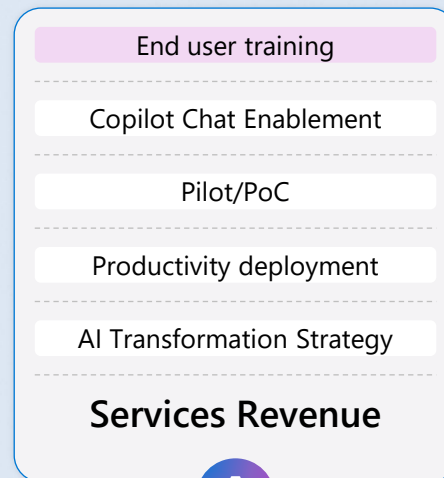 End user training
Copilot Chat Enablement
Pilot/PoC
Productivity deployment
AI Transformation Strategy
Services Revenue